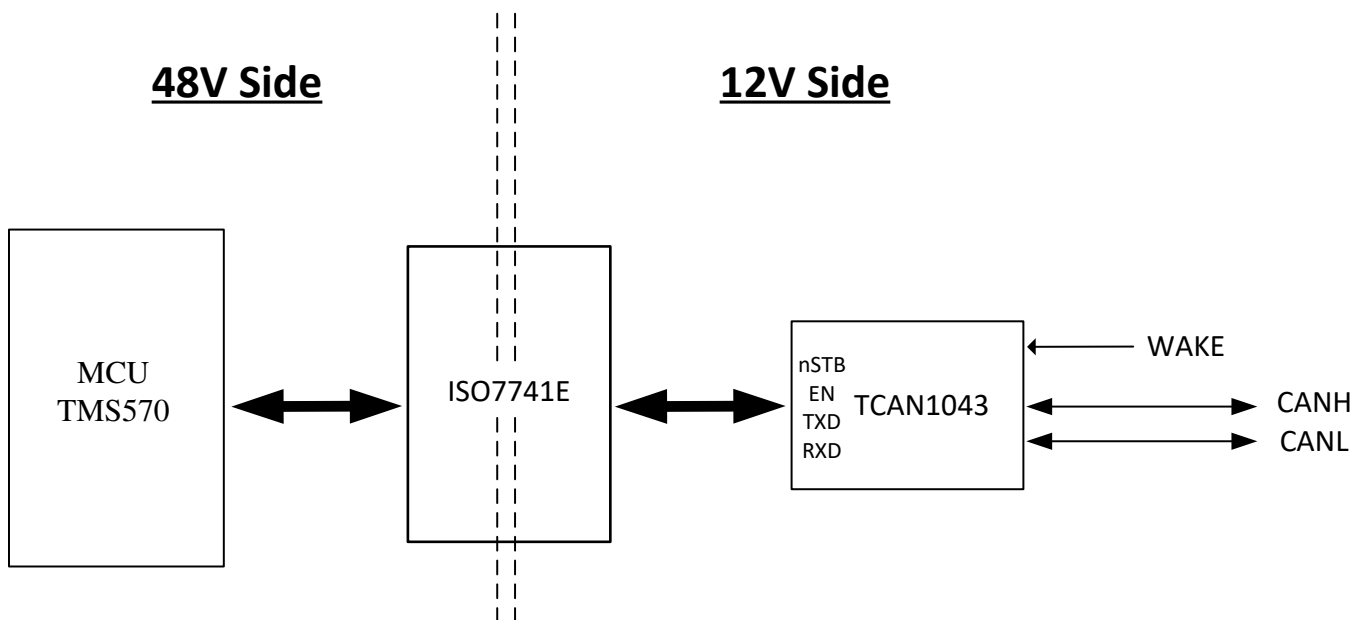 48V Side
12V Side
MCU
TMS570
ISO7741E
nSTB
EN
TXD
RXD
TCAN1043
WAKE
CANH
CANL